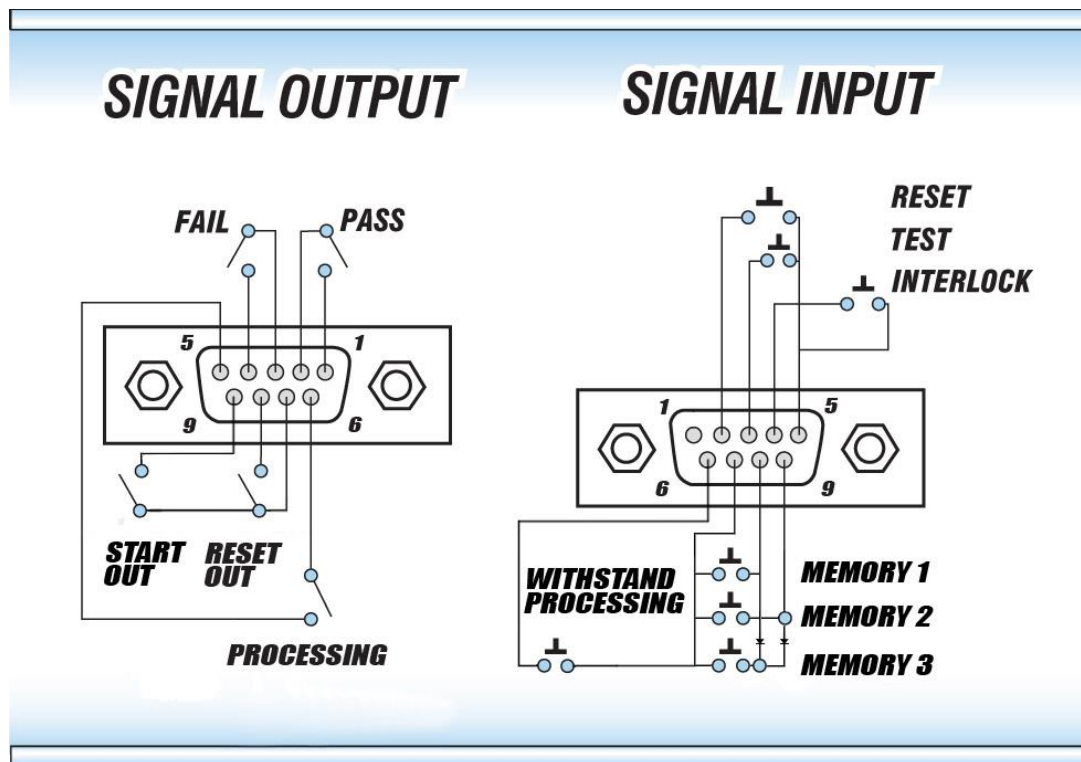 SIGNAL OUTPUT
SIGNAL INPUT
FAIL
PASS
5
1
9
6
START
OUT
RESET
OUT
PROCESSING
RESET
TEST
INTERLOCK
1
5
6
9
WITHSTAND
PROCESSING
MEMORY 1
MEMORY 2
MEMORY 3